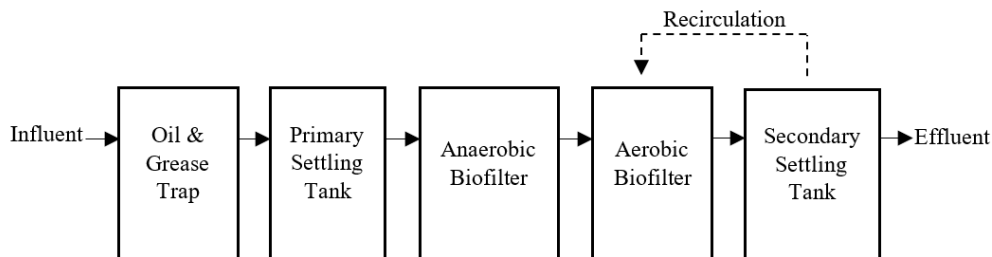 Recirculation
Influent
Oil &
Grease
Trap
Primary
Settling
Tank
Anaerobic
Biofilter
Aerobic
Biofilter
Secondary
Settling
Tank
Effluent